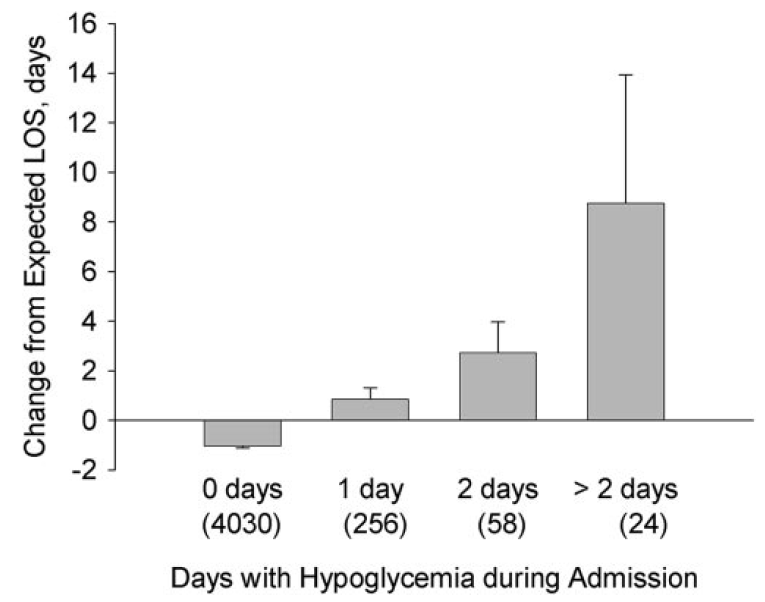 Change from Expected LOS, days
16
14
12
10
8
6
4
2
0
-2
0 days 1 day 2 days > 2 days
(4030) (256) (58) (24)
Days with Hypoglycemia during Admission